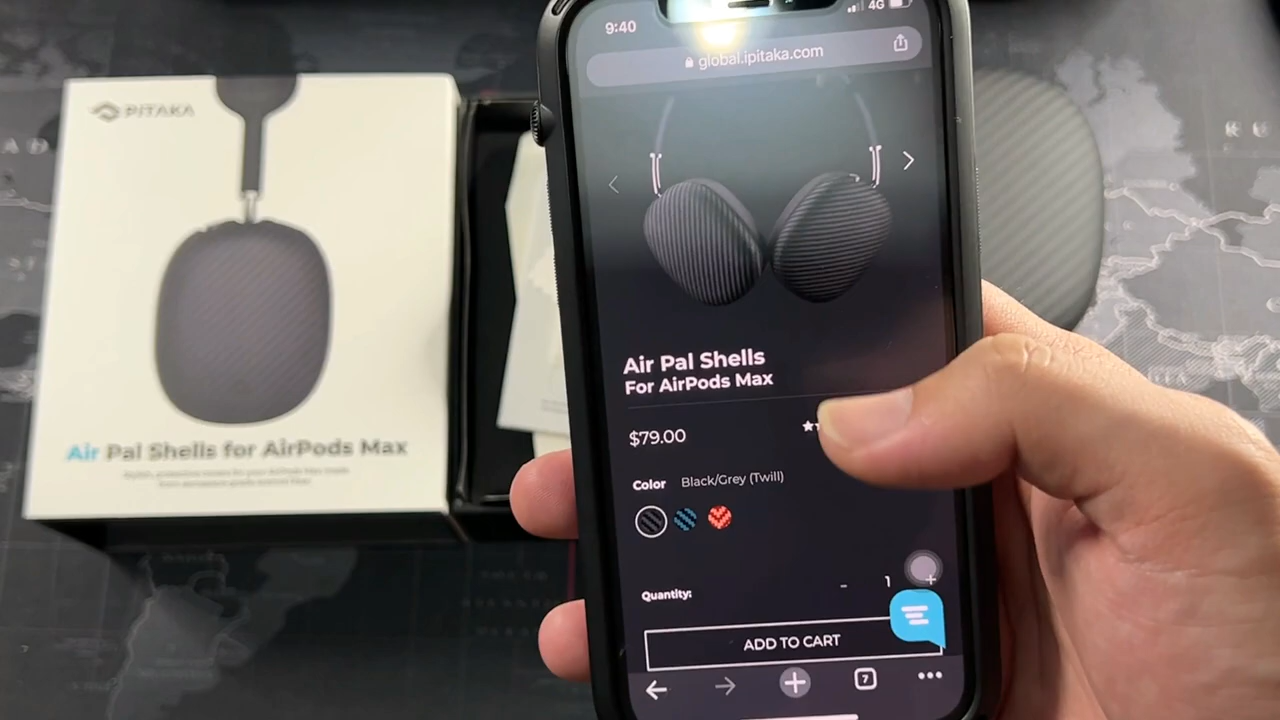 PITAKA
Air Pal Shells for AirPods Max
9:40
4G
global.ipitaka.com
Air Pal Shells
For AirPods Max
$79.00
Color Black/Grey (Twill)
Quantity:
- 1 +
ADD TO CART
7